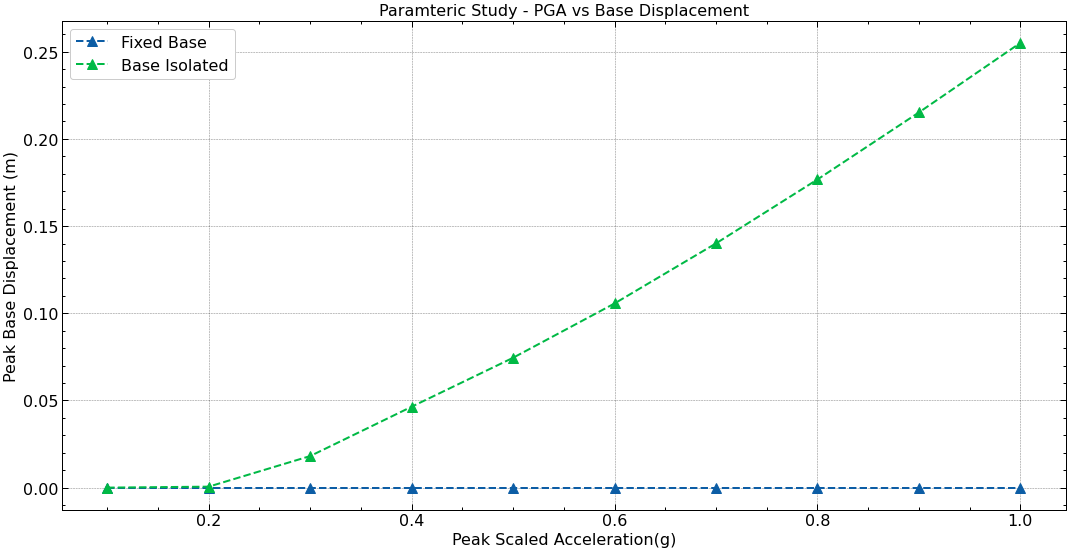 Paramteric Study - PGA vs Base Displacement
Fixed Base
Base Isolated
Peak Base Displacement (m)
0.25
0.20
0.15
0.10
0.05
0.00
0.2 0.4 0.6 0.8 1.0
Peak Scaled Acceleration(g)